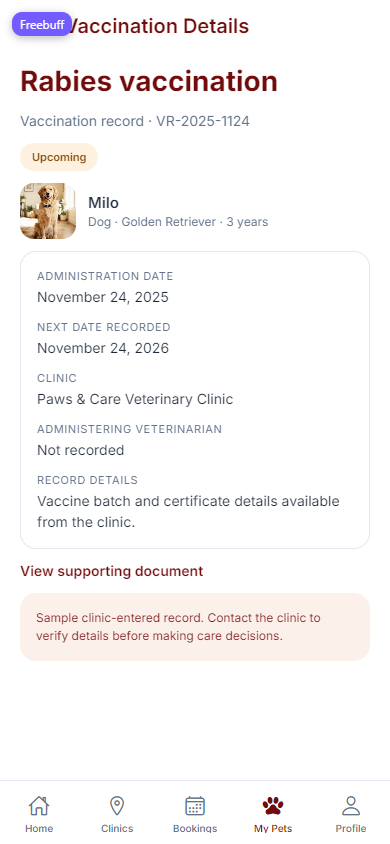 Freebuff
Vaccination Details
Rabies vaccination
Vaccination record · VR-2025-1124
Upcoming
Milo
Dog · Golden Retriever · 3 years
ADMINISTRATION DATE
November 24, 2025
NEXT DATE RECORDED
November 24, 2026
CLINIC
Paws & Care Veterinary Clinic
ADMINISTERING VETERINARIAN
Not recorded
RECORD DETAILS
Vaccine batch and certificate details available
from the clinic.
View supporting document
Sample clinic-entered record. Contact the clinic to
verify details before making care decisions.
Home
Clinics
Bookings
My Pets
Profile